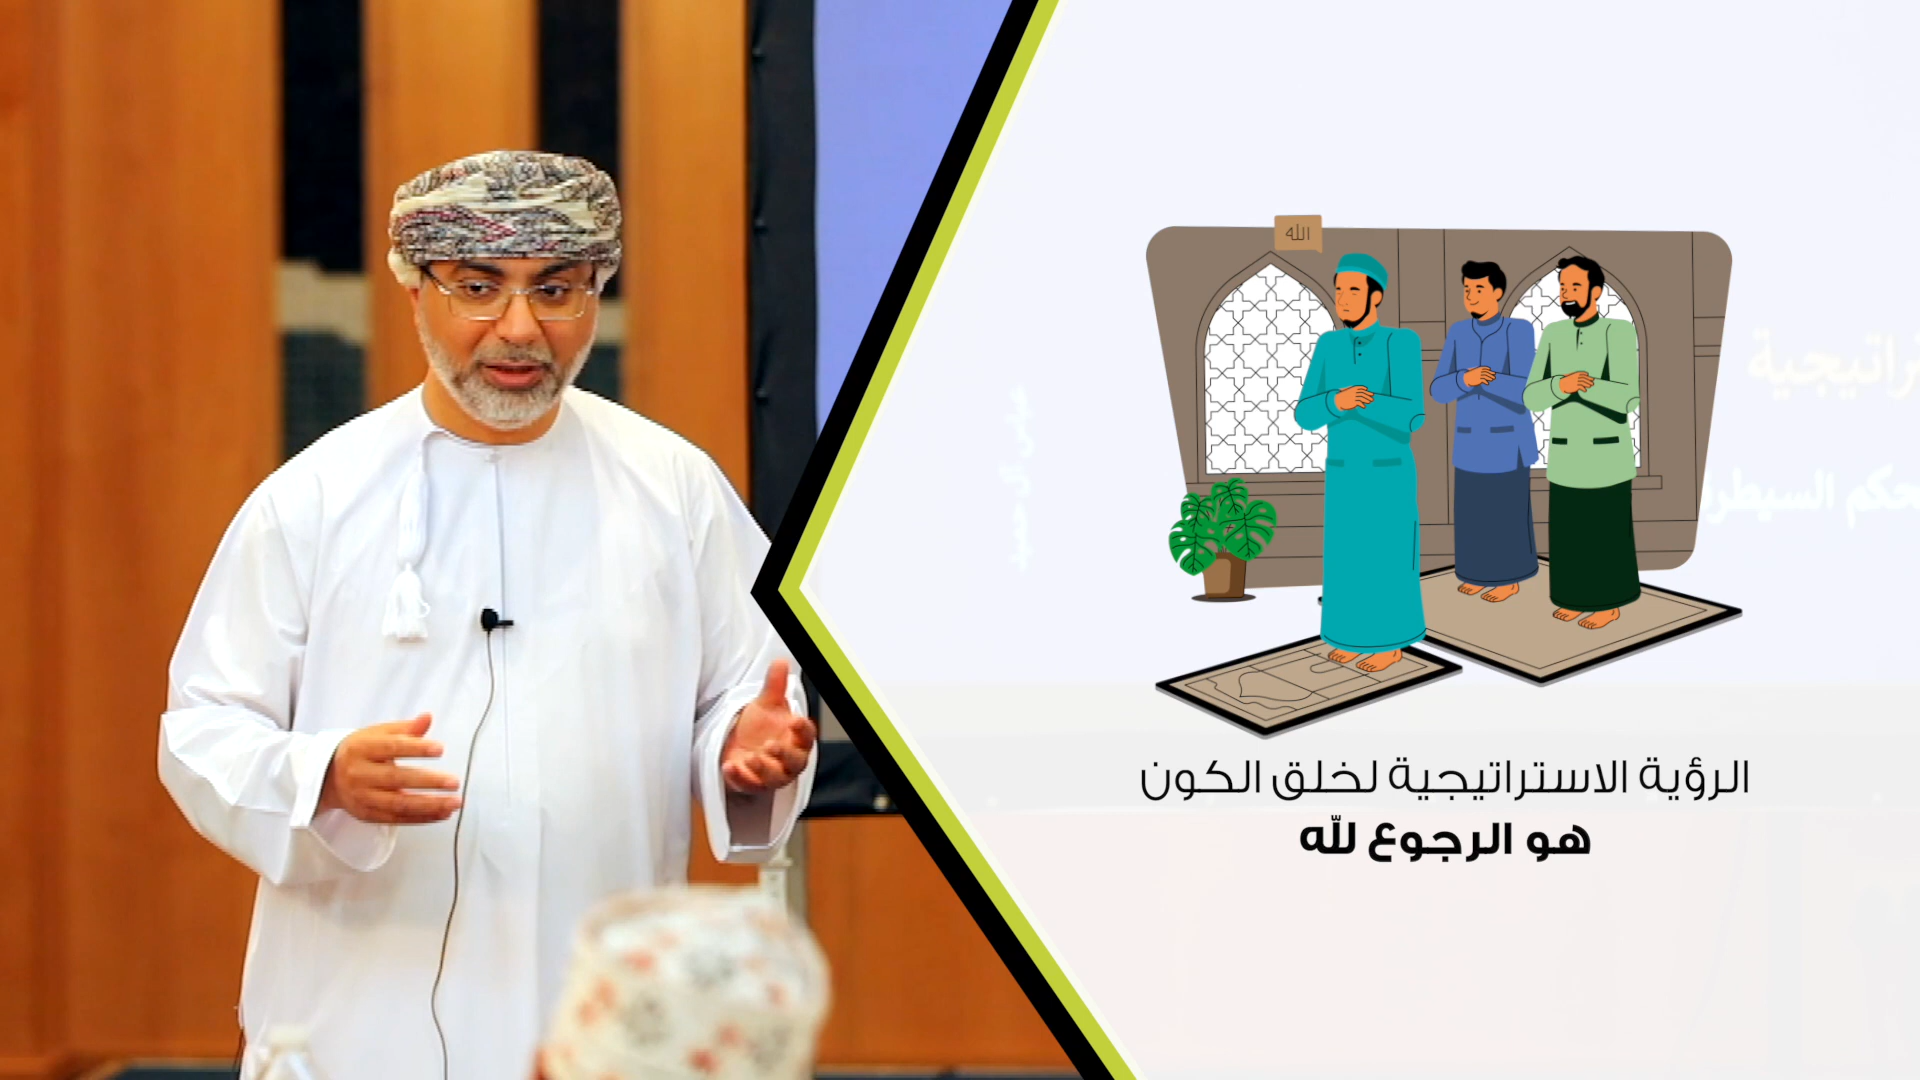 الله
الرؤية الاستراتيجية لخلق الكون
هو الرجوع لله